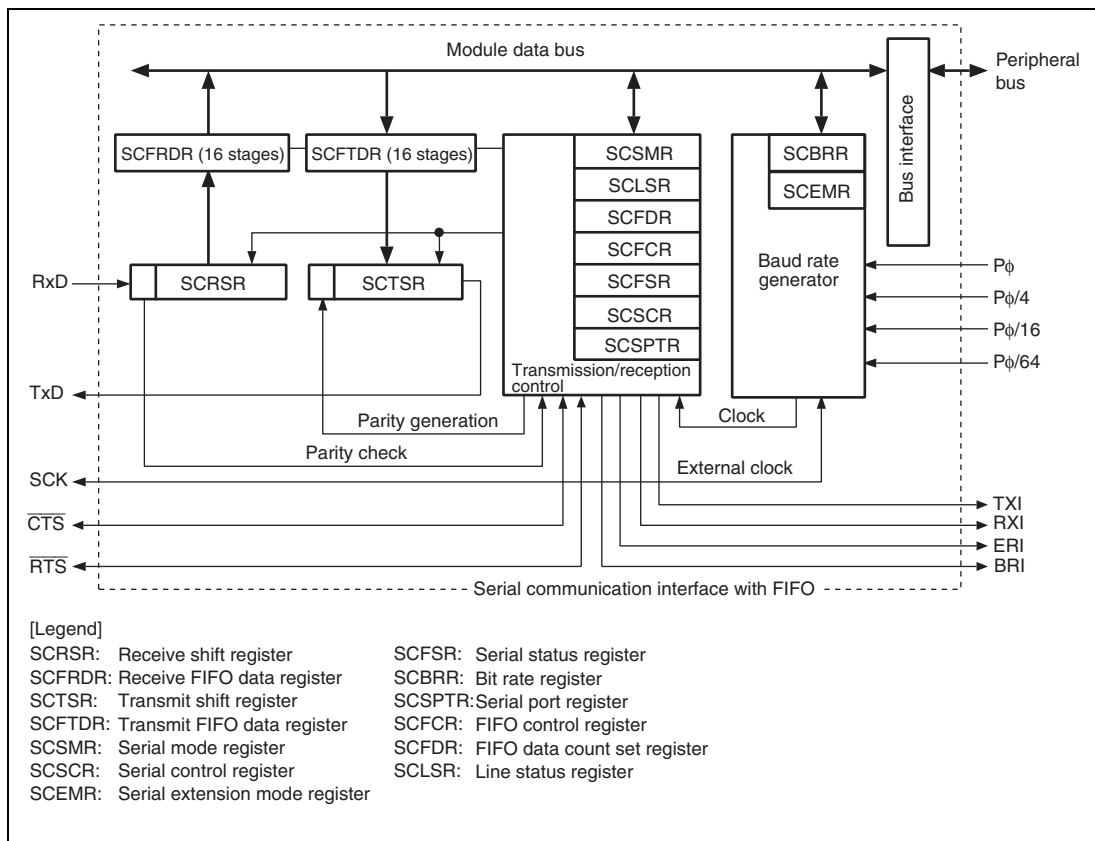 Module data bus
Peripheral
bus
Bus interface
SCFRDR (16 stages)
SCFTDR (16 stages)
SCSMR
SCLSR
SCFDR
SCFCR
SCFSR
SCSCR
SCSPTR
Transmission/reception
control
SCBRR
SCEMR
Baud rate
generator
RxD
SCRSR
SCTSR
Pϕ
Pϕ/4
Pϕ/16
Pϕ/64
TxD
Parity generation
Clock
Parity check
External clock
SCK
CTS
RTS
TXI
RXI
ERI
BRI
Serial communication interface with FIFO
[Legend]
SCRSR: Receive shift register
SCFRDR: Receive FIFO data register
SCTSR: Transmit shift register
SCFTDR: Transmit FIFO data register
SCSMR: Serial mode register
SCSCR: Serial control register
SCEMR: Serial extension mode register
SCFSR: Serial status register
SCBRR: Bit rate register
SCSPTR:Serial port register
SCFCR: FIFO control register
SCFDR: FIFO data count set register
SCLSR: Line status register